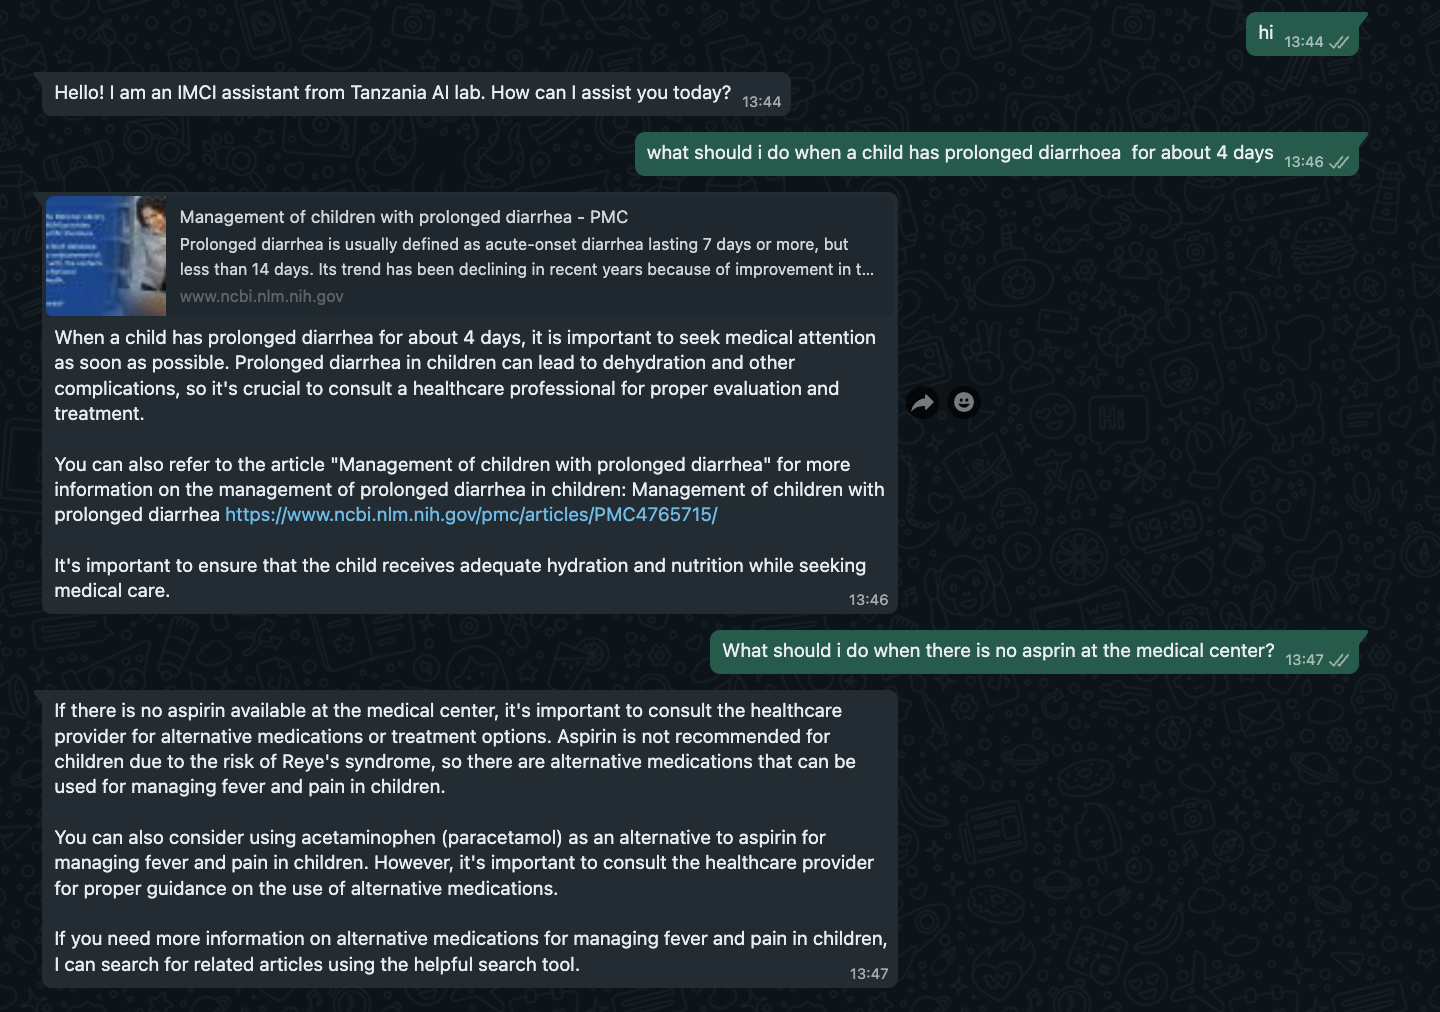 hi 13:44
Hello! I am an IMCI assistant from Tanzania AI lab. How can I assist you today? 13:44
what should i do when a child has prolonged diarrhoea  for about 4 days 13:46
Management of children with prolonged diarrhea - PMC
Prolonged diarrhea is usually defined as acute-onset diarrhea lasting 7 days or more, but
less than 14 days. Its trend has been declining in recent years because of improvement in t...
www.ncbi.nlm.nih.gov
When a child has prolonged diarrhea for about 4 days, it is important to seek medical attention
as soon as possible. Prolonged diarrhea in children can lead to dehydration and other
complications, so it's crucial to consult a healthcare professional for proper evaluation and
treatment.
You can also refer to the article "Management of children with prolonged diarrhea" for more
information on the management of prolonged diarrhea in children: Management of children with
prolonged diarrhea https://www.ncbi.nlm.nih.gov/pmc/articles/PMC4765715/
It's important to ensure that the child receives adequate hydration and nutrition while seeking
medical care.
13:46
What should i do when there is no asprin at the medical center? 13:47
If there is no aspirin available at the medical center, it's important to consult the healthcare
provider for alternative medications or treatment options. Aspirin is not recommended for
children due to the risk of Reye's syndrome, so there are alternative medications that can be
used for managing fever and pain in children.
You can also consider using acetaminophen (paracetamol) as an alternative to aspirin for
managing fever and pain in children. However, it's important to consult the healthcare provider
for proper guidance on the use of alternative medications.
If you need more information on alternative medications for managing fever and pain in children,
I can search for related articles using the helpful search tool.
13:47